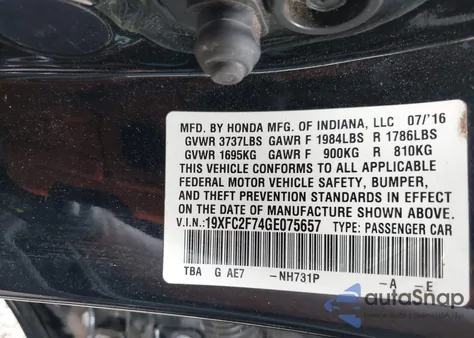 MFD. BY HONDA MFG. OF INDIANA, LLC 07/'16
GVWR 3737LBS GAWR F 1984LBS R 1786LBS
GVWR 1695KG GAWR F 900KG R 810KG
THIS VEHICLE CONFORMS TO ALL APPLICABLE
FEDERAL MOTOR VEHICLE SAFETY, BUMPER,
AND THEFT PREVENTION STANDARDS IN EFFECT
ON THE DATE OF MANUFACTURE SHOWN ABOVE.
V.I.N.:19XFC2F74GE075657 TYPE: PASSENGER CAR
TBA G AE7 -NH731P -A -E
autoSnap